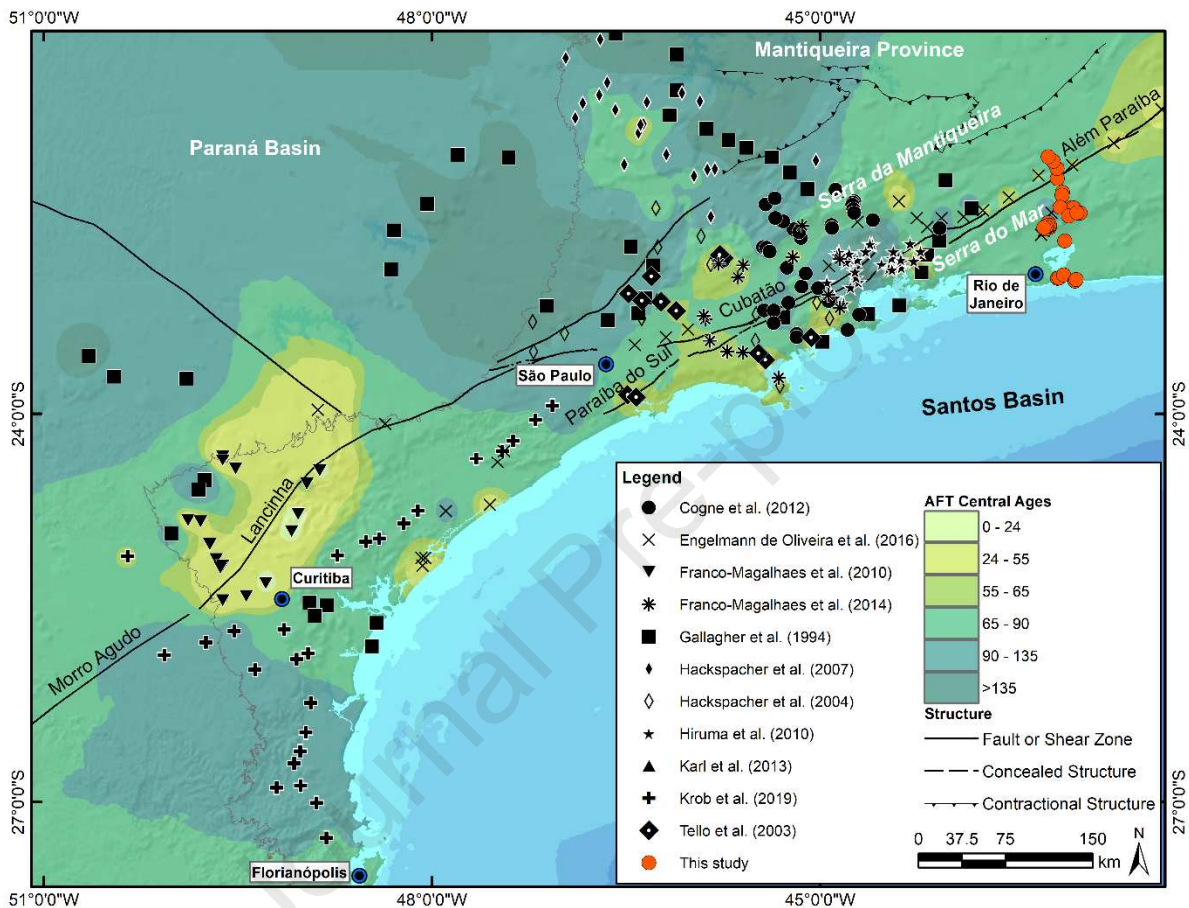 51°0'0"W
48°0'0"W
45°0'0"W
Mantiqueira Province
Paraná Basin
Serra da Mantiqueira
Além Paraíba
Serra do Mar
Rio de
Janeiro
Cubatão
São Paulo
Paraíba do Sul
24°0'0"S
24°0'0"S
Santos Basin
Lancinha
Curitiba
Morro Agudo
27°0'0"S
27°0'0"S
Florianópolis
Journal Pre-proof
Legend
Cogne et al. (2012)
Engelmann de Oliveira et al. (2016)
Franco-Magalhaes et al. (2010)
Franco-Magalhaes et al. (2014)
Gallagher et al. (1994)
Hackspacher et al. (2007)
Hackspacher et al. (2004)
Hiruma et al. (2010)
Karl et al. (2013)
Krob et al. (2019)
Tello et al. (2003)
This study
AFT Central Ages
0 - 24
24 - 55
55 - 65
65 - 90
90 - 135
>135
Structure
Fault or Shear Zone
Concealed Structure
Contractional Structure
0 37.5 75 150
km
N
51°0'0"W
48°0'0"W
45°0'0"W